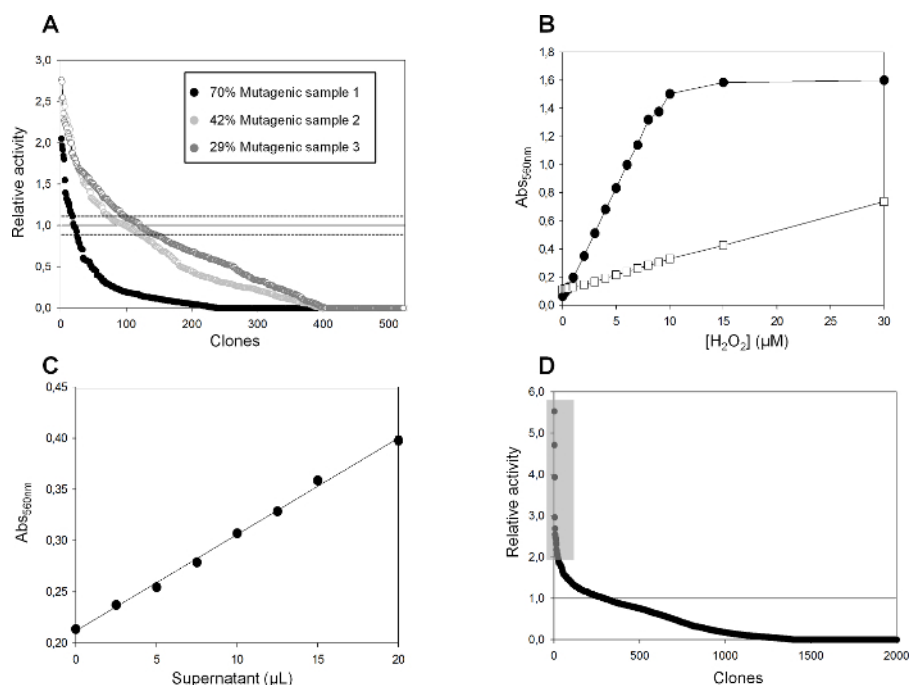 A
3,0
2,5
2,0
1,5
1,0
0,5
0,0
Relative activity
70% Mutagenic sample 1
42% Mutagenic sample 2
29% Mutagenic sample 3
0 100 200 300 400 500
Clones
B
1,8
1,6
1,4
1,2
1,0
0,8
0,6
0,4
0,2
0,0
Abs560nm
0 5 10 15 20 25 30
[H2O2] (µM)
C
0,45
0,40
0,35
0,30
0,25
0,20
Abs560nm
0 5 10 15 20
Supernatant (µL)
D
6,0
5,0
4,0
3,0
2,0
1,0
0,0
Relative activity
0 500 1000 1500 2000
Clones